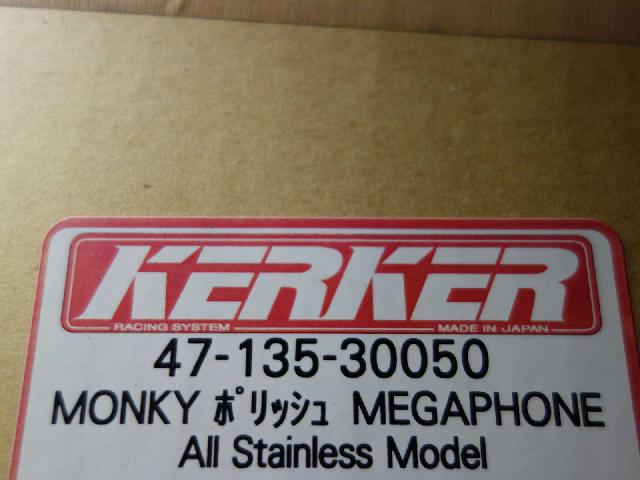 KERKER
RACING SYSTEM MADE IN JAPAN
47-135-30050
MONKY ポリッシュ MEGAPHONE
All Stainless Model